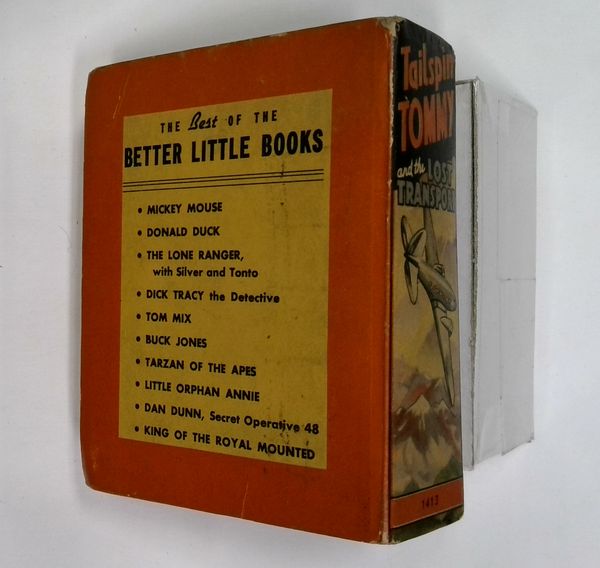 THE Best OF THE
BETTER LITTLE BOOKS
• MICKEY MOUSE
• DONALD DUCK
• THE LONE RANGER,
with Silver and Tonto
• DICK TRACY the Detective
• TOM MIX
• BUCK JONES
• TARZAN OF THE APES
• LITTLE ORPHAN ANNIE
• DAN DUNN, Secret Operative 48
• KING OF THE ROYAL MOUNTED
Tailspin
TOMMY
and the LOST
TRANSPORT
1413